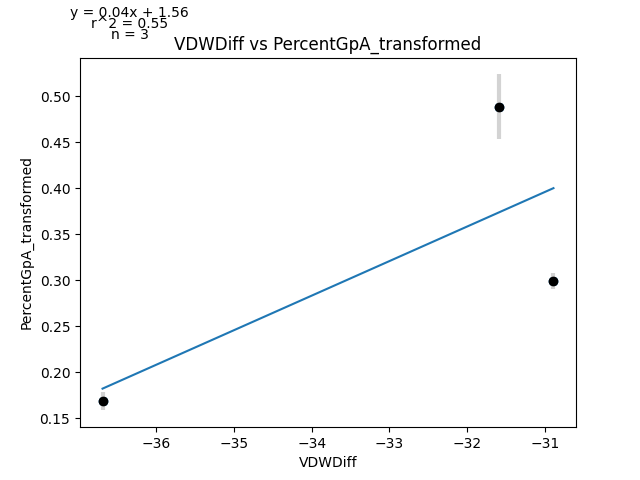 y = 0.04x + 1.56
r^2 = 0.55
n = 3
VDWDiff vs PercentGpA_transformed
PercentGpA_transformed
0.50
0.45
0.40
0.35
0.30
0.25
0.20
0.15
−36
−35
−34
−33
−32
−31
VDWDiff